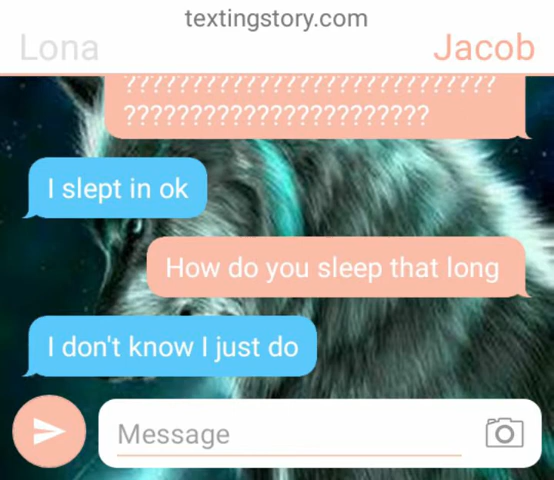 textingstory.com
Lona
Jacob
????????????????????????????
???????????????????????
I slept in ok
How do you sleep that long
I don't know I just do
Message